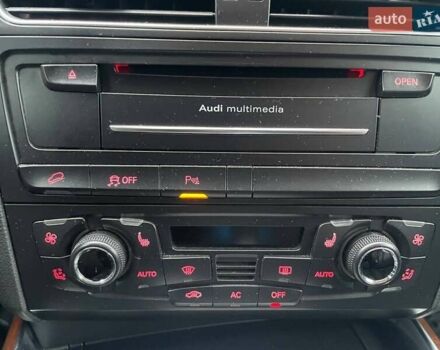 auto RIA
OPEN
Audi multimedia
OFF
P
AUTO
AUTO
AC
OFF